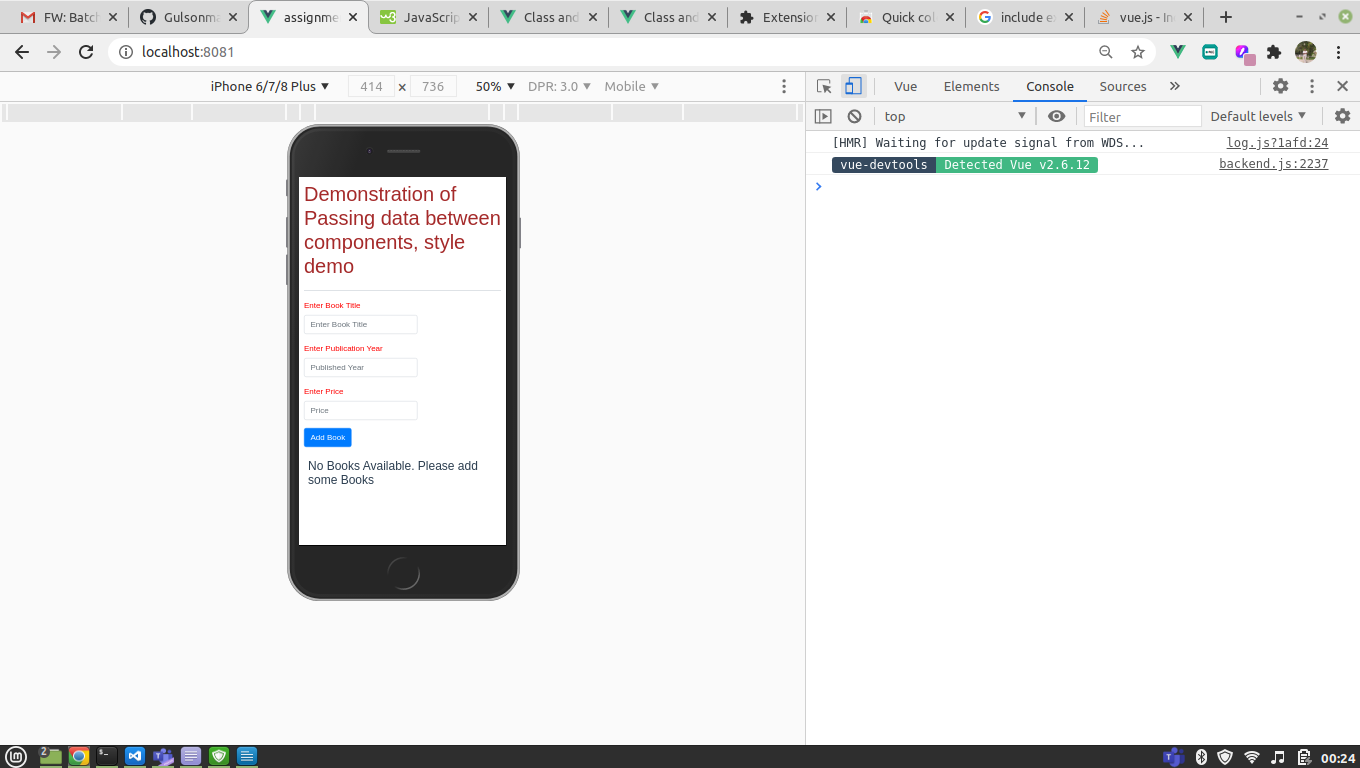 FW: Batch
Gulsonma
assignme
JavaScrip
Class and
Class and
Extension
Quick col
include e
vue.js - In
localhost:8081
iPhone 6/7/8 Plus
414 × 736
50%
DPR: 3.0
Mobile
Vue
Elements
Console
Sources
»
top
Filter
Default levels
[HMR] Waiting for update signal from WDS...
log.js?1afd:24
vue-devtools Detected Vue v2.6.12
backend.js:2237
Demonstration of
Passing data between
components, style
demo
Enter Book Title
Enter Book Title
Enter Publication Year
Published Year
Enter Price
Price
Add Book
No Books Available. Please add
some Books
2
00:24